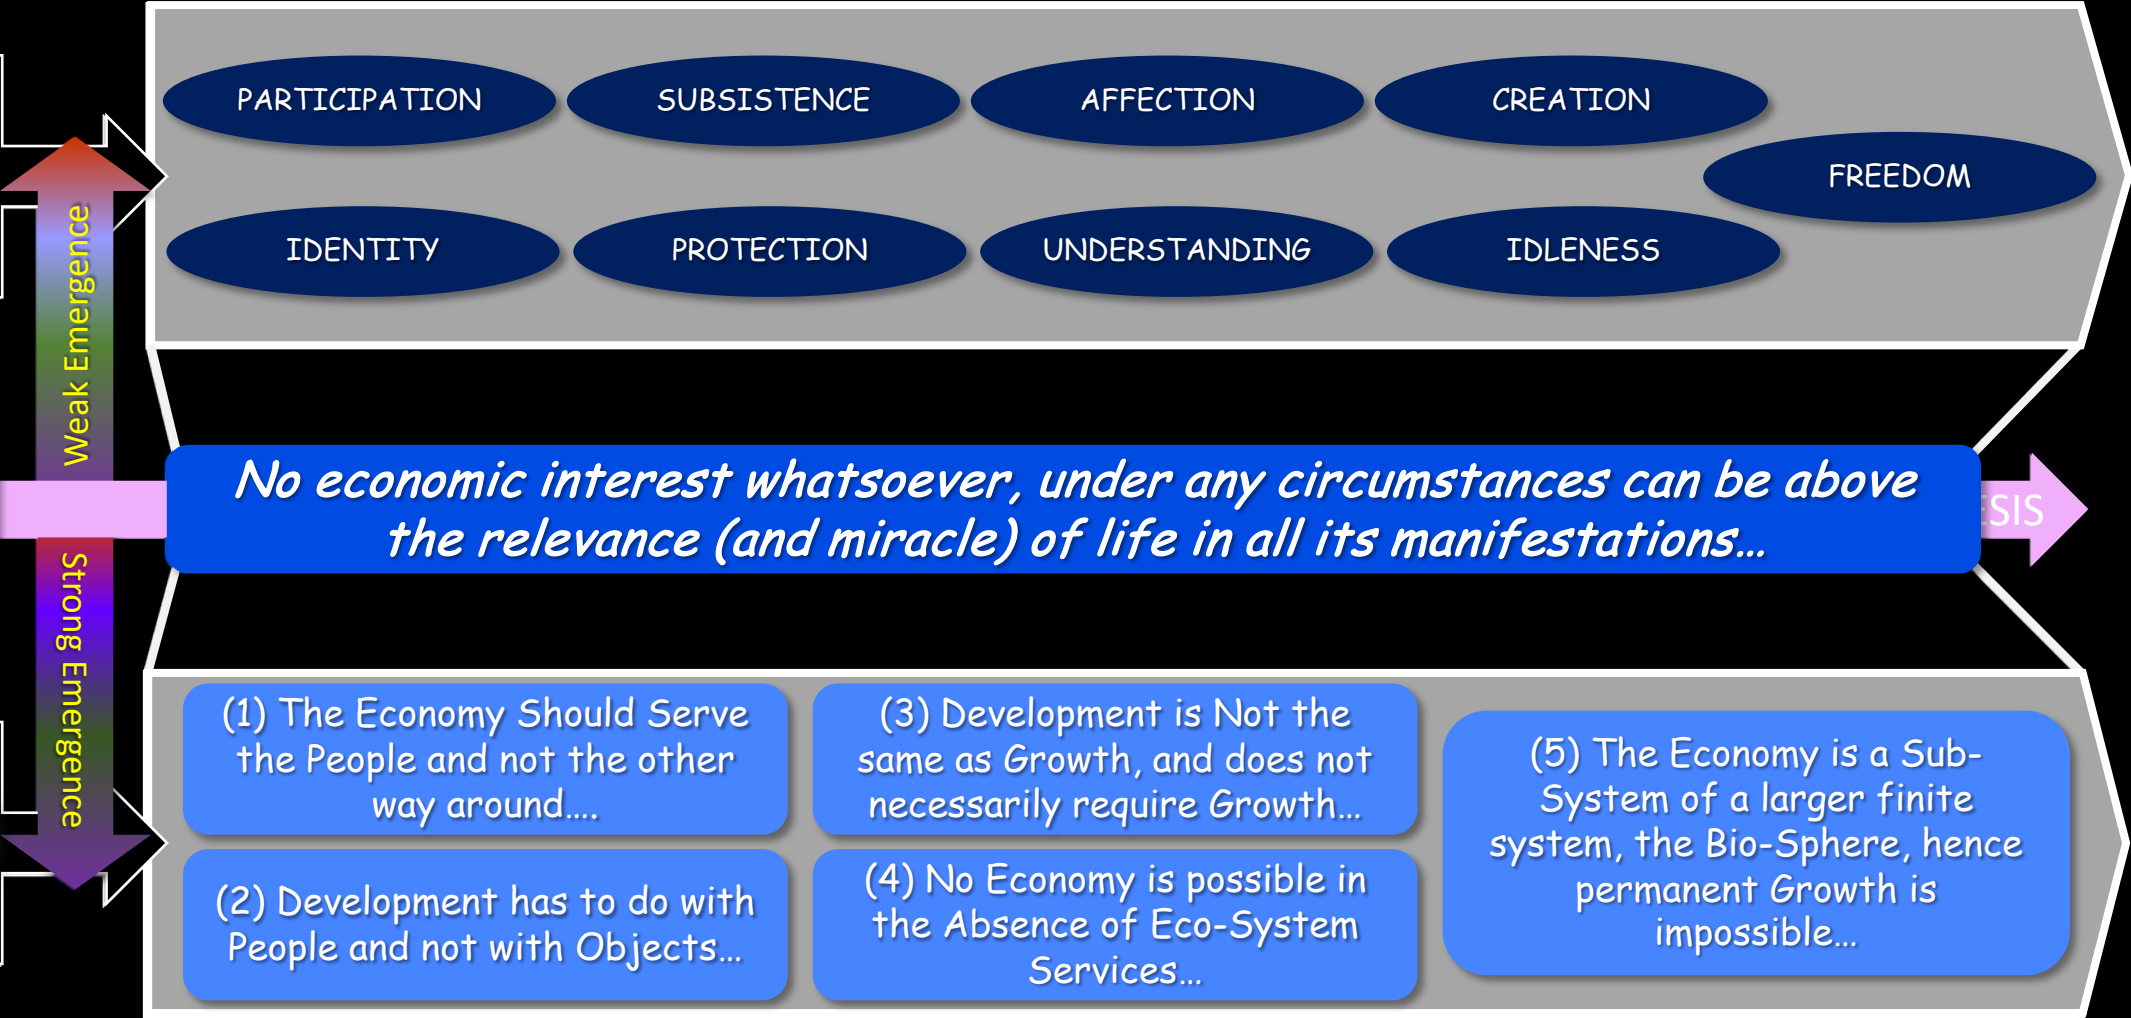 PARTICIPATION
SUBSISTENCE
AFFECTION
CREATION
FREEDOM
IDENTITY
PROTECTION
UNDERSTANDING
IDLENESS
Weak Emergence
No economic interest whatsoever, under any circumstances can be above
the relevance (and miracle) of life in all its manifestations...
SIS
Strong Emergence
(1) The Economy Should Serve
the People and not the other
way around....
(2) Development has to do with
People and not with Objects...
(3) Development is Not the
same as Growth, and does not
necessarily require Growth...
(4) No Economy is possible in
the Absence of Eco-System
Services...
(5) The Economy is a Sub-
System of a larger finite
system, the Bio-Sphere, hence
permanent Growth is
impossible...